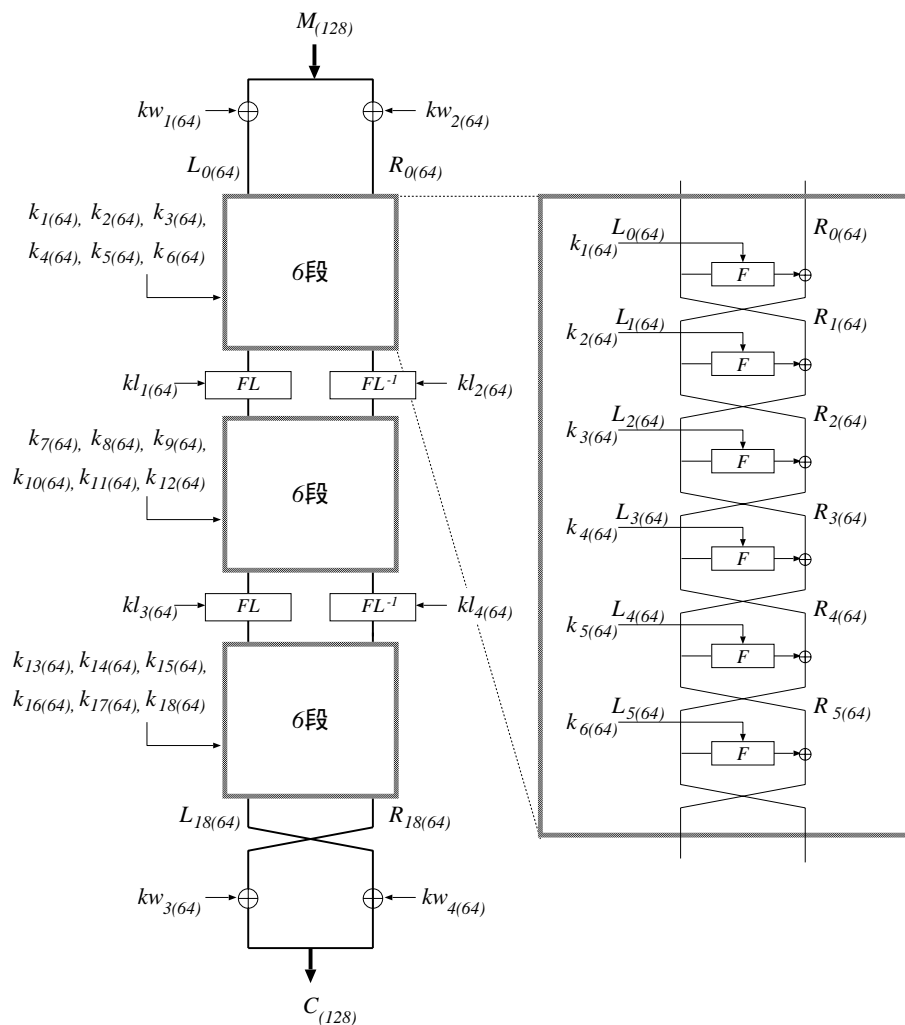 M(128)
kw1(64)
kw2(64)
L0(64)
R0(64)
k1(64), k2(64), k3(64),
k4(64), k5(64), k6(64)
6段
kl1(64)
FL
FL-1
kl2(64)
k7(64), k8(64), k9(64),
k10(64), k11(64), k12(64)
6段
kl3(64)
FL
FL-1
kl4(64)
k13(64), k14(64), k15(64),
k16(64), k17(64), k18(64)
6段
L18(64)
R18(64)
kw3(64)
kw4(64)
C(128)
L0(64)
R0(64)
k1(64)
F
L1(64)
R1(64)
k2(64)
F
L2(64)
R2(64)
k3(64)
F
L3(64)
R3(64)
k4(64)
F
L4(64)
R4(64)
k5(64)
F
L5(64)
R5(64)
k6(64)
F